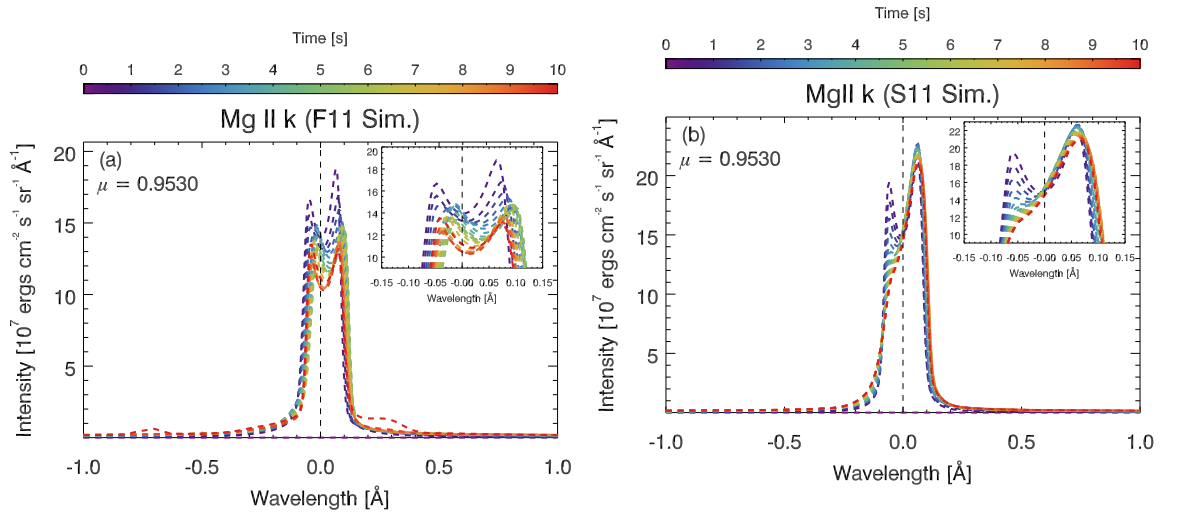 Time [s]
0 1 2 3 4 5 6 7 8 9 10
Mg II k (F11 Sim.)
(a)
μ = 0.9530
Intensity [10⁷ ergs cm⁻² s⁻¹ sr⁻¹ Å⁻¹]
20
15
10
5
-1.0 -0.5 0.0 0.5 1.0
Wavelength [Å]
20
18
16
14
12
10
-0.15 -0.10 -0.05 0.00 0.05 0.10 0.15
Wavelength [Å]
Time [s]
0 1 2 3 4 5 6 7 8 9 10
MgII k (S11 Sim.)
(b)
μ = 0.9530
Intensity [10⁷ ergs cm⁻² s⁻¹ sr⁻¹ Å⁻¹]
20
15
10
5
-1.0 -0.5 0.0 0.5 1.0
Wavelength [Å]
22
20
18
16
14
12
10
-0.15 -0.10 -0.05 0.00 0.05 0.10 0.15
Wavelength [Å]